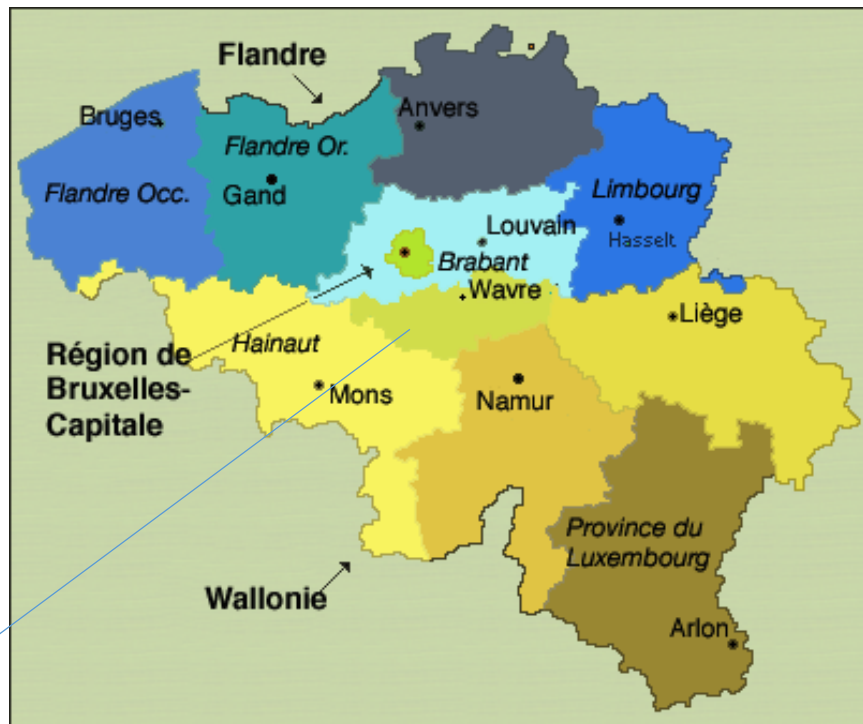 Flandre
Bruges
Anvers
Flandre Or.
Flandre Occ.
Gand
Limbourg
Louvain
Hasselt
Brabant
Wavre
Liège
Région de
Bruxelles-
Capitale
Hainaut
Mons
Namur
Province du
Luxembourg
Wallonie
Arlon